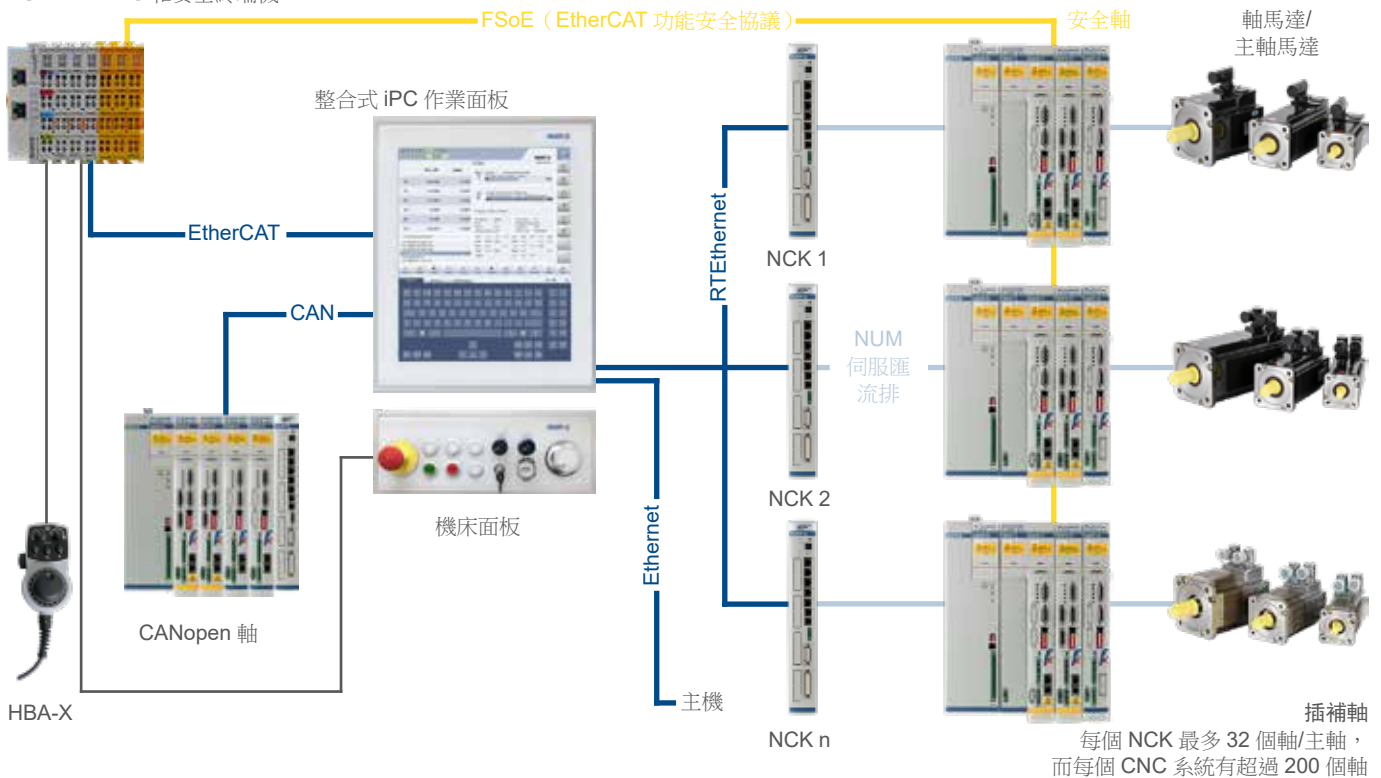 FSoE（EtherCAT 功能安全協議）
安全軸
軸馬達/
主軸馬達
整合式 iPC 作業面板
EtherCAT
CAN
RTEthernet
NCK 1
NUM
伺服匯
流排
NCK 2
機床面板
Ethernet
CANopen 軸
HBA-X
主機
NCK n
插補軸
每個 NCK 最多 32 個軸/主軸，
而每個 CNC 系統有超過 200 個軸